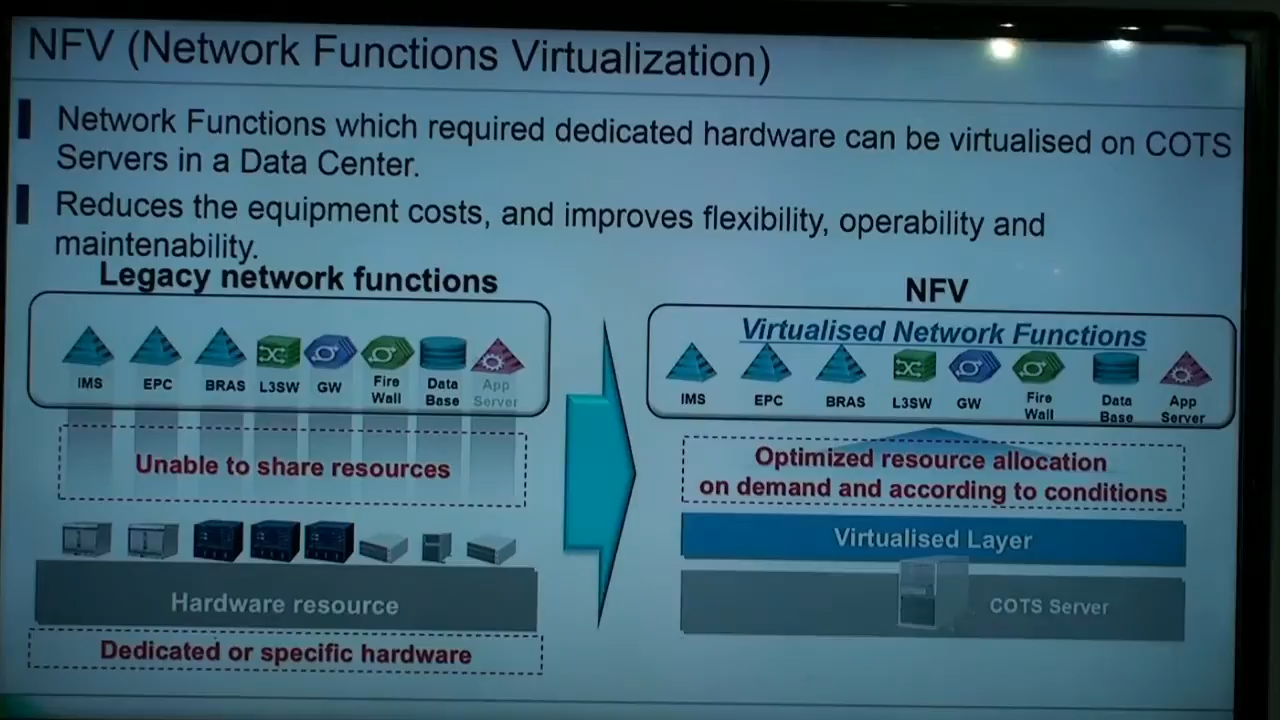 NFV (Network Functions Virtualization)
Network Functions which required dedicated hardware can be virtualised on COTS
Servers in a Data Center.
Reduces the equipment costs, and improves flexibility, operability and
maintenability.
Legacy network functions
IMS EPC BRAS L3SW GW Fire Wall Data Base App Server
Unable to share resources
Hardware resource
Dedicated or specific hardware
NFV
Virtualised Network Functions
IMS EPC BRAS L3SW GW Fire Wall Data Base App Server
Optimized resource allocation
on demand and according to conditions
Virtualised Layer
COTS Server